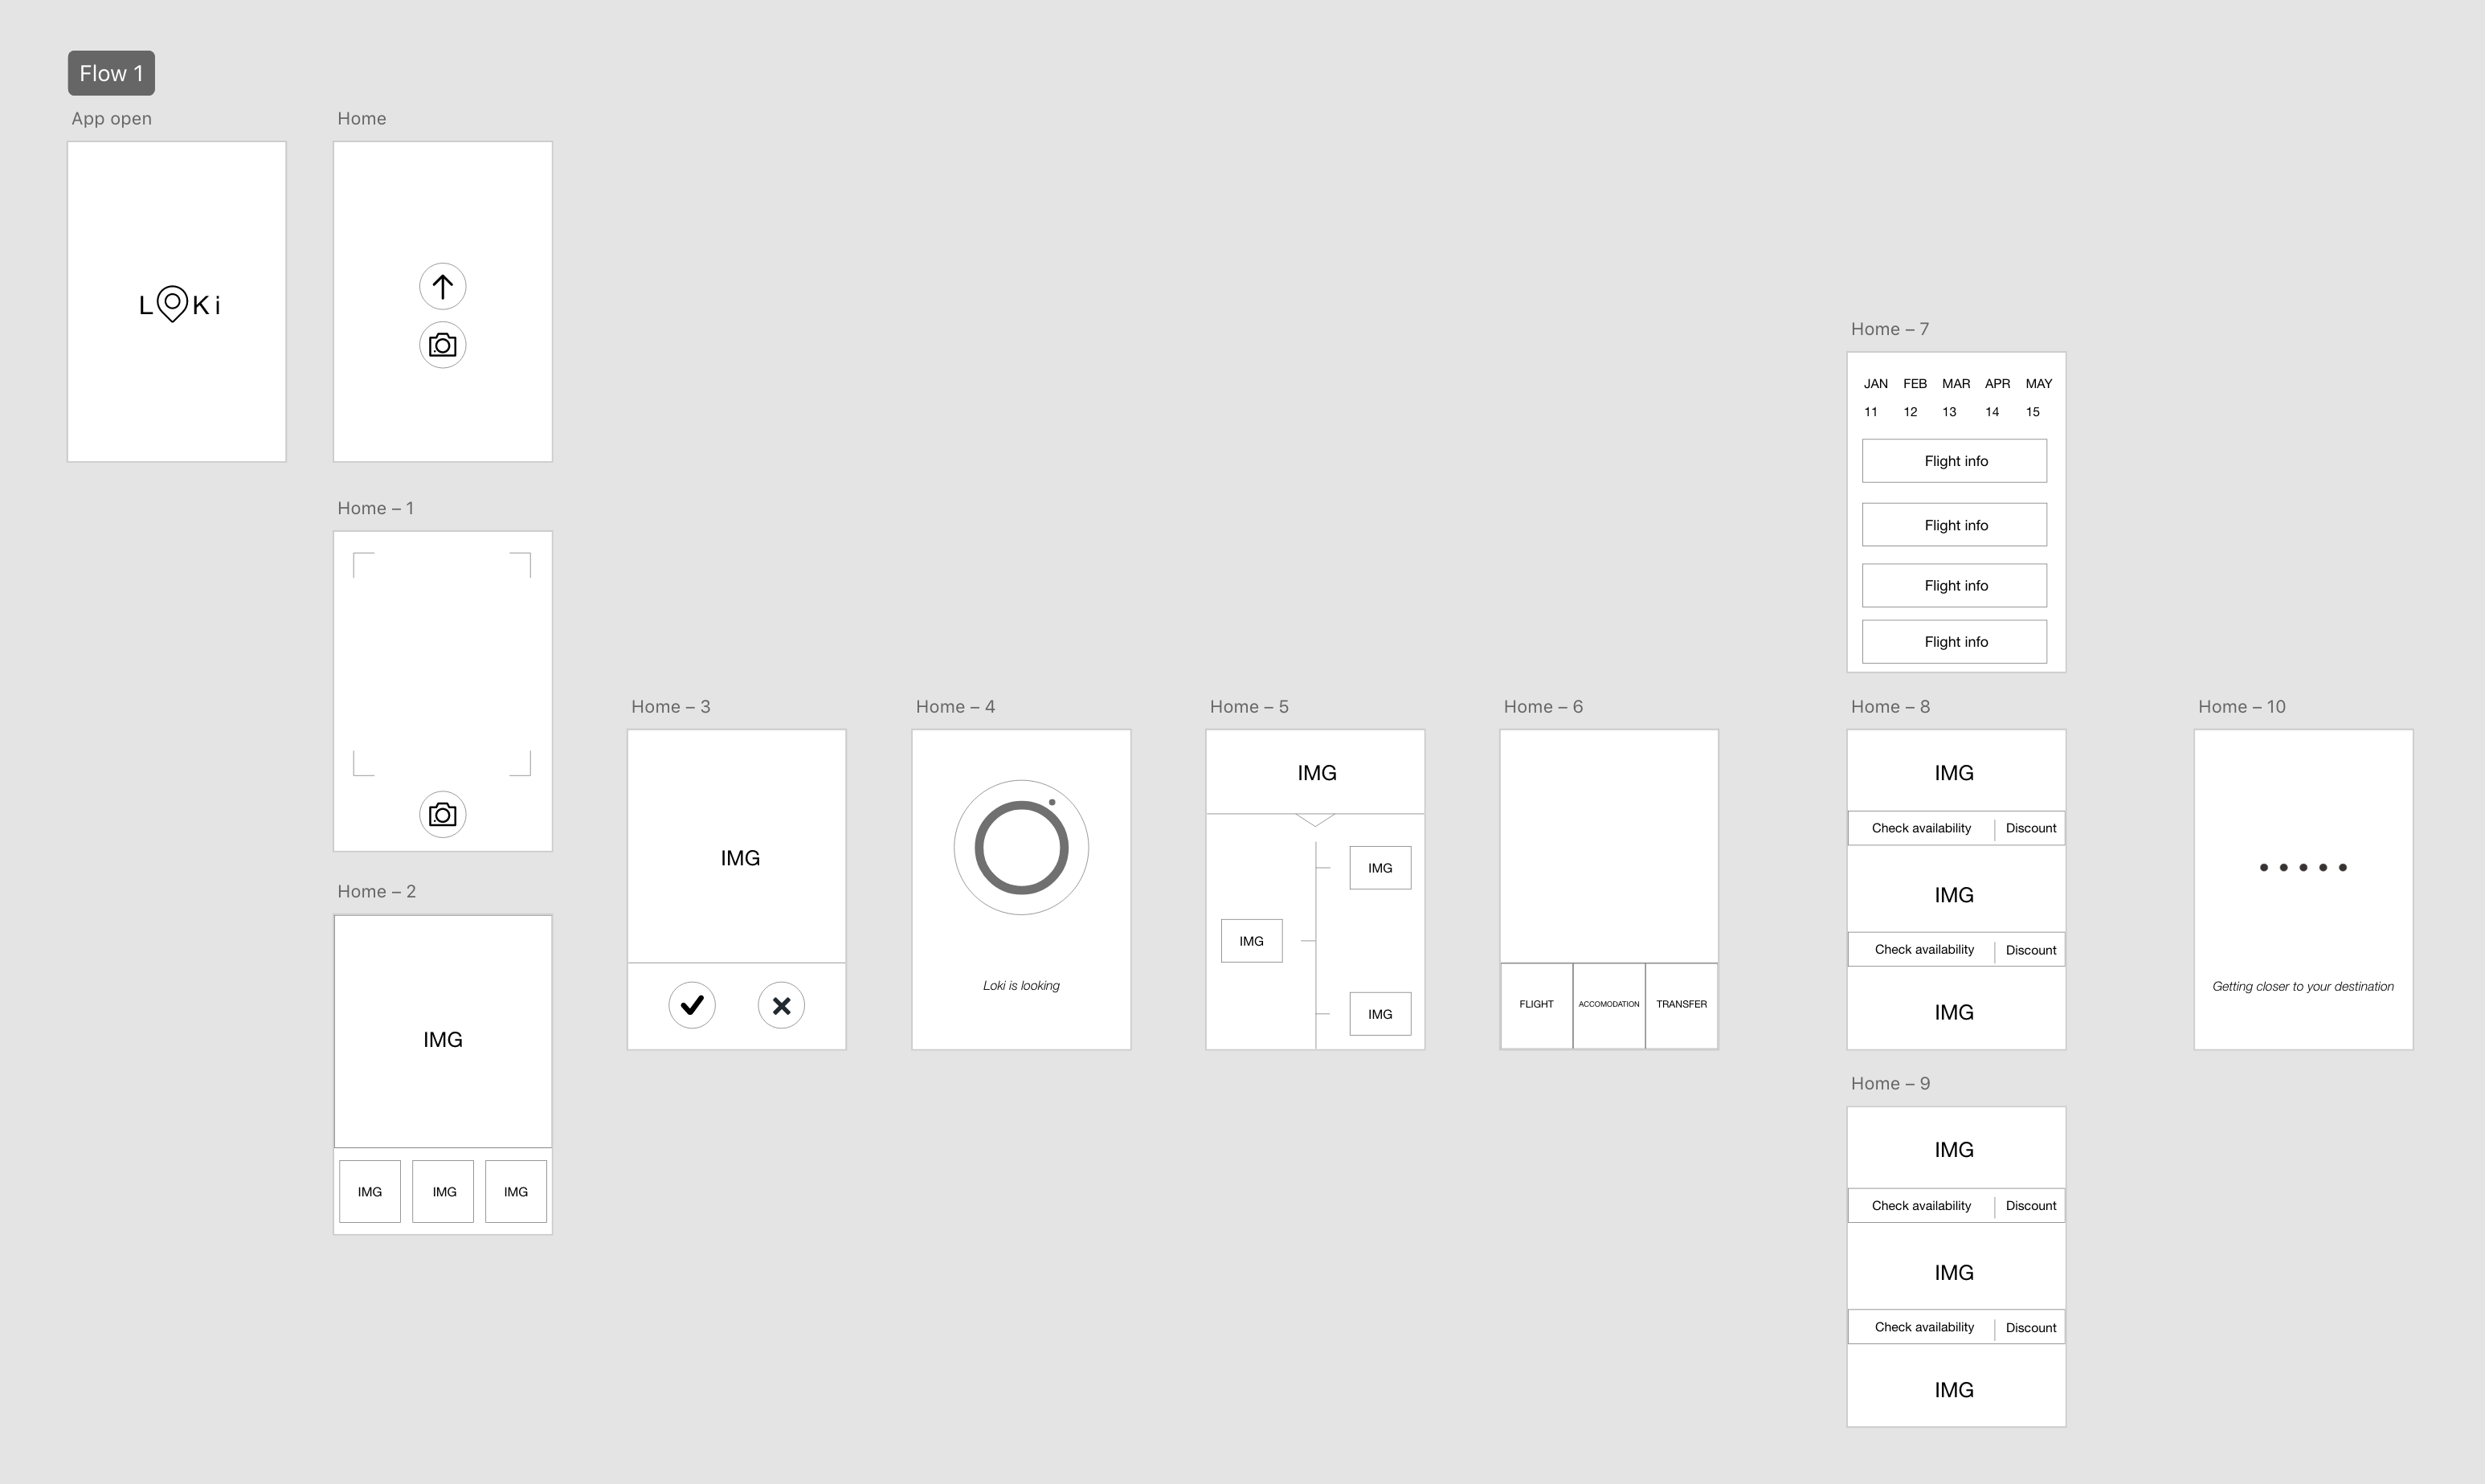 Flow 1
App open
L Ki
Home
Home – 1
Home – 2
IMG
IMG IMG IMG
Home – 3
IMG
Home – 4
Loki is looking
Home – 5
IMG
IMG
IMG
IMG
Home – 6
FLIGHT ACCOMODATION TRANSFER
Home – 7
JAN FEB MAR APR MAY
11 12 13 14 15
Flight info
Flight info
Flight info
Flight info
Home – 8
IMG
Check availability Discount
IMG
Check availability Discount
IMG
Home – 9
IMG
Check availability Discount
IMG
Check availability Discount
IMG
Home – 10
Getting closer to your destination